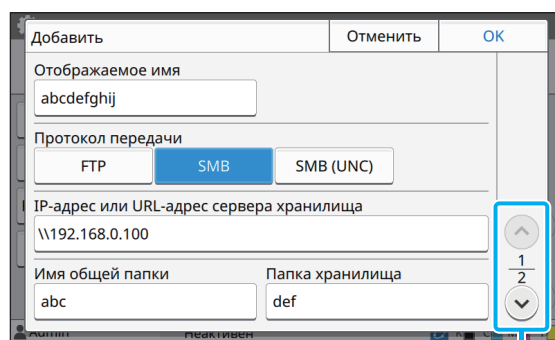 Добавить Отменить OK
Отображаемое имя
abcdefghij
Протокол передачи
FTP SMB SMB (UNC)
IP-адрес или URL-адрес сервера хранилища
\\192.168.0.100
1
2
Имя общей папки Папка хранилища
abc def
Admin Неактивен